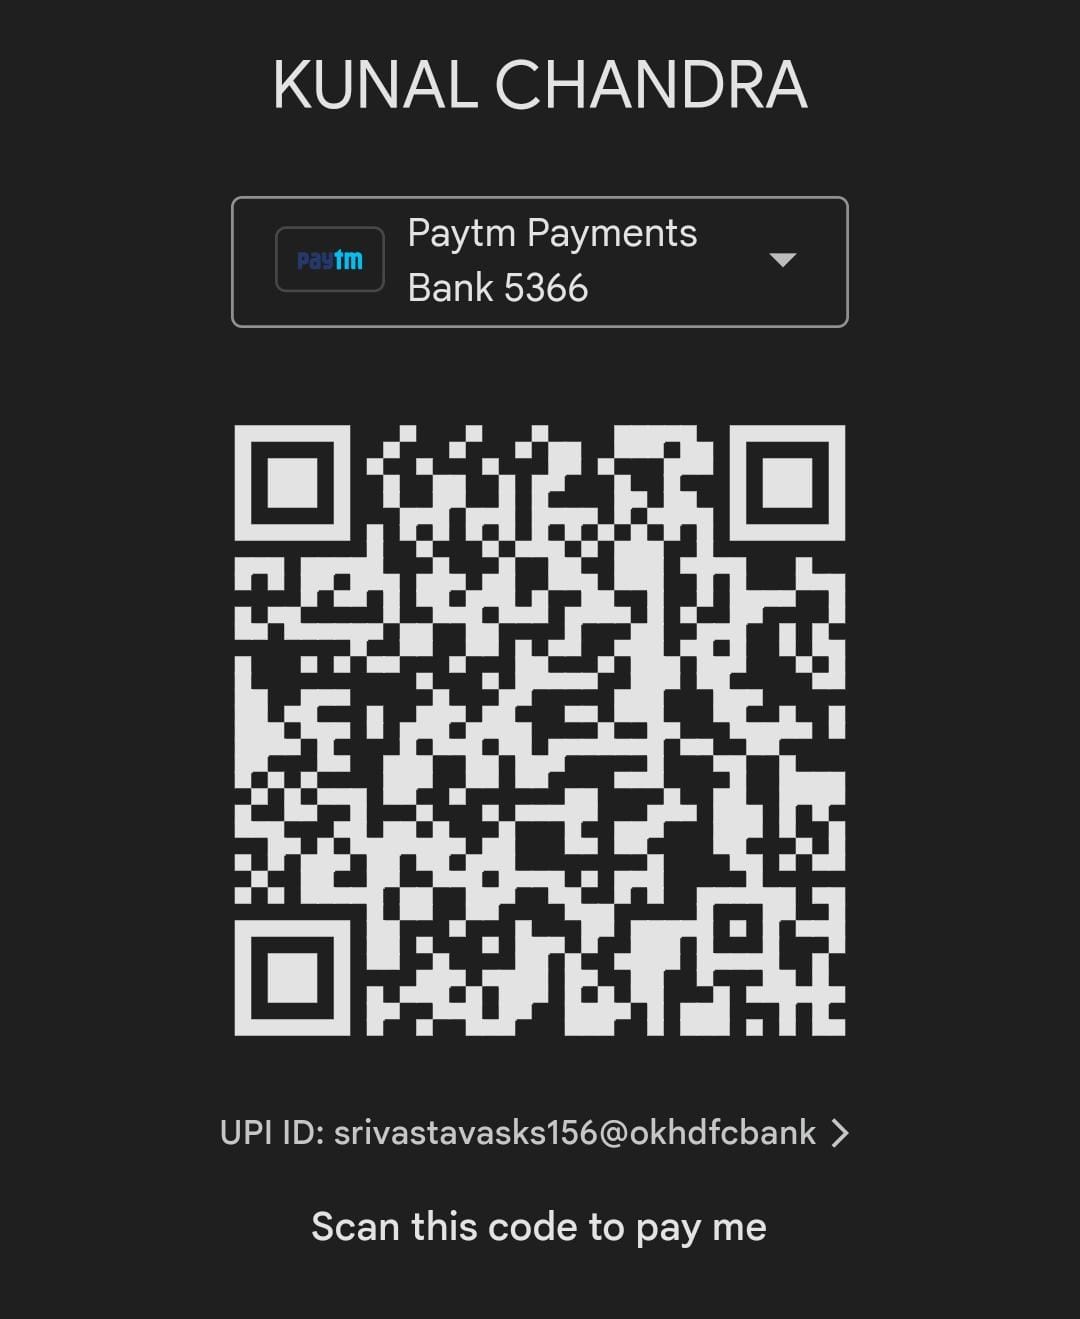 KUNAL CHANDRA
paytm
Paytm Payments
Bank 5366
UPI ID: srivastavasks156@okhdfcbank
Scan this code to pay me